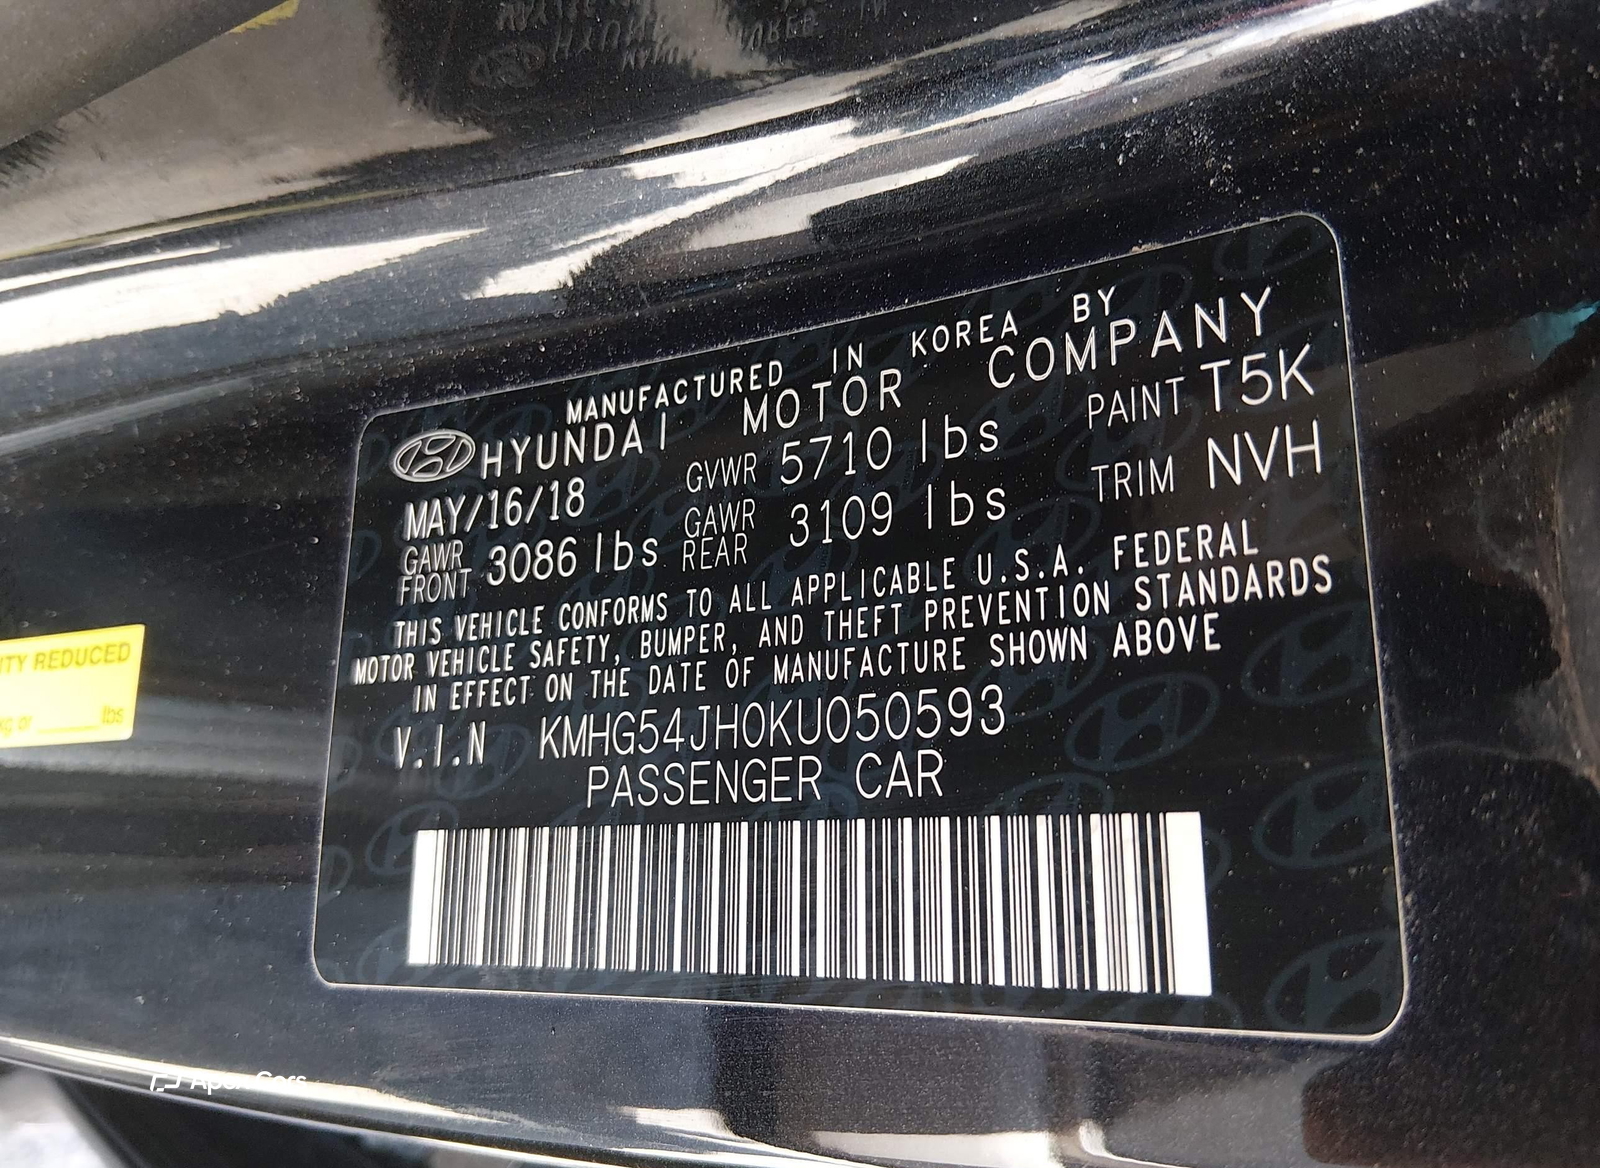 MANUFACTURED IN KOREA BY
HYUNDAI MOTOR COMPANY
MAY/16/18 GVWR 5710 lbs PAINT T5K
GAWR FRONT 3086 lbs GAWR REAR 3109 lbs TRIM NVH
THIS VEHICLE CONFORMS TO ALL APPLICABLE U.S.A. FEDERAL
MOTOR VEHICLE SAFETY, BUMPER, AND THEFT PREVENTION STANDARDS
IN EFFECT ON THE DATE OF MANUFACTURE SHOWN ABOVE
V.I.N KMHG54JH0KU050593
PASSENGER CAR
REDUCED
lbs
Apex Cars